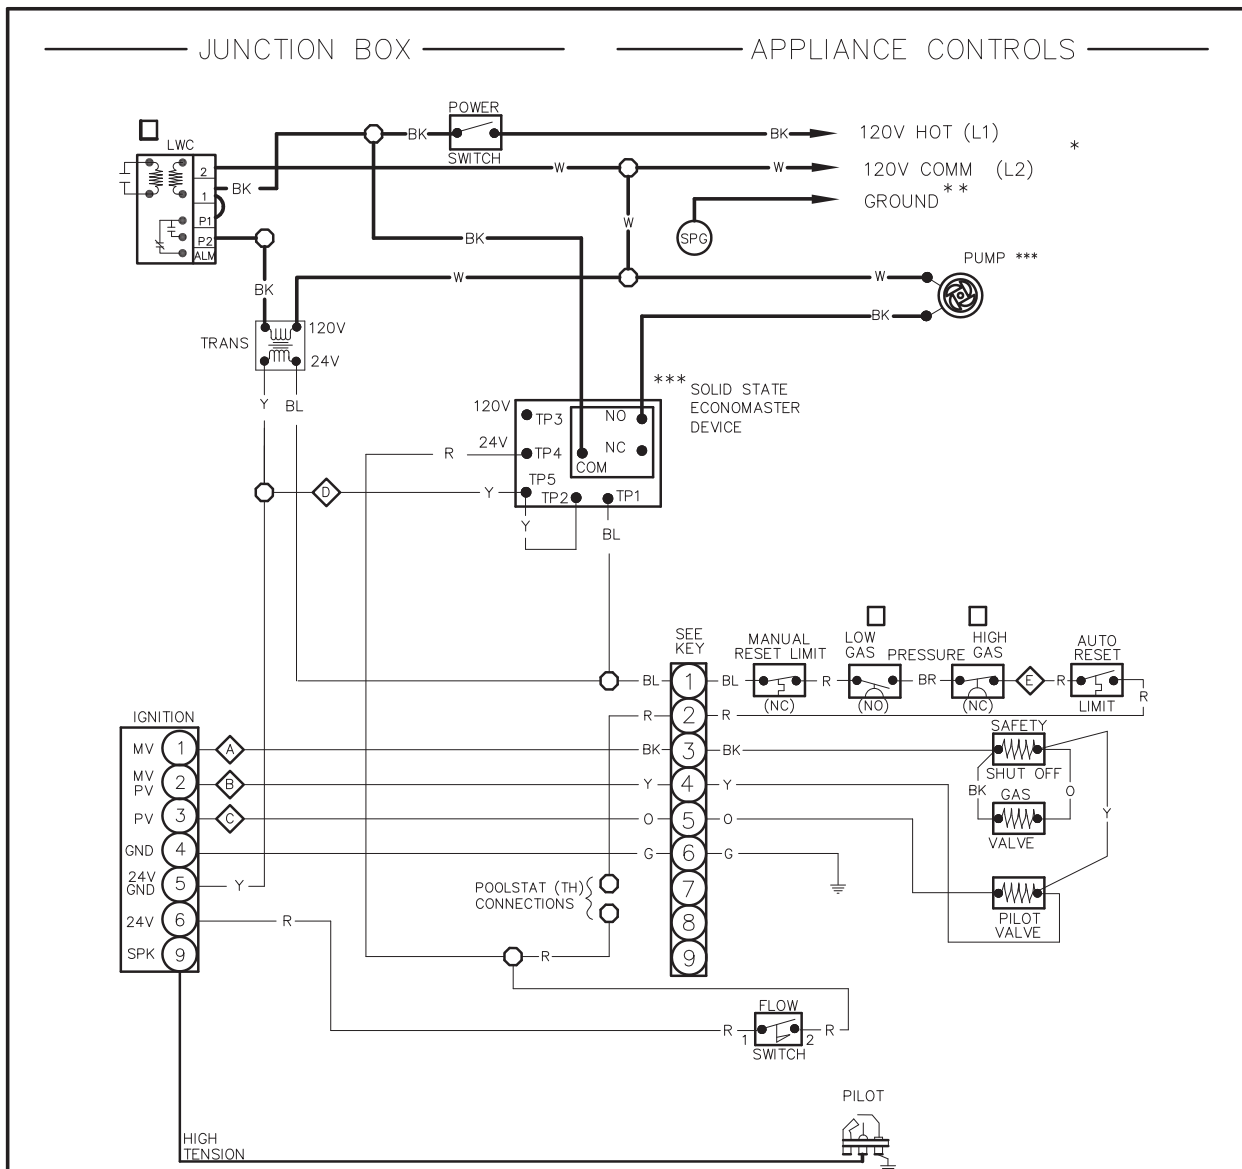 JUNCTION BOX
APPLIANCE CONTROLS
POWER
SWITCH
BK
BK
120V HOT (L1)
*
LWC
2
1
P1
P2
ALM
BK
W
W
120V COMM (L2)
GROUND **
SPG
W
BK
PUMP ***
BK
W
W
BK
TRANS
120V
24V
Y
BL
*** SOLID STATE
ECONOMASTER
DEVICE
120V
TP3
NO
24V
TP4
NC
COM
R
TP5
TP2
TP1
D
Y
Y
BL
SEE
KEY
MANUAL
RESET LIMIT
(NC)
LOW
GAS
PRESSURE
HIGH
GAS
(NO)
(NC)
AUTO
RESET
LIMIT
BL
1
BL
R
BR
E
R
R
R
2
R
BK
3
BK
Y
4
Y
O
5
O
G
6
G
7
8
9
SAFETY
SHUT OFF
BK
O
Y
GAS
VALVE
PILOT
VALVE
IGNITION
MV
1
A
MV
PV
2
B
PV
3
C
GND
4
24V
GND
5
Y
24V
6
R
SPK
9
POOLSTAT (TH)
CONNECTIONS
R
FLOW
R
1
2
R
SWITCH
PILOT
HIGH
TENSION